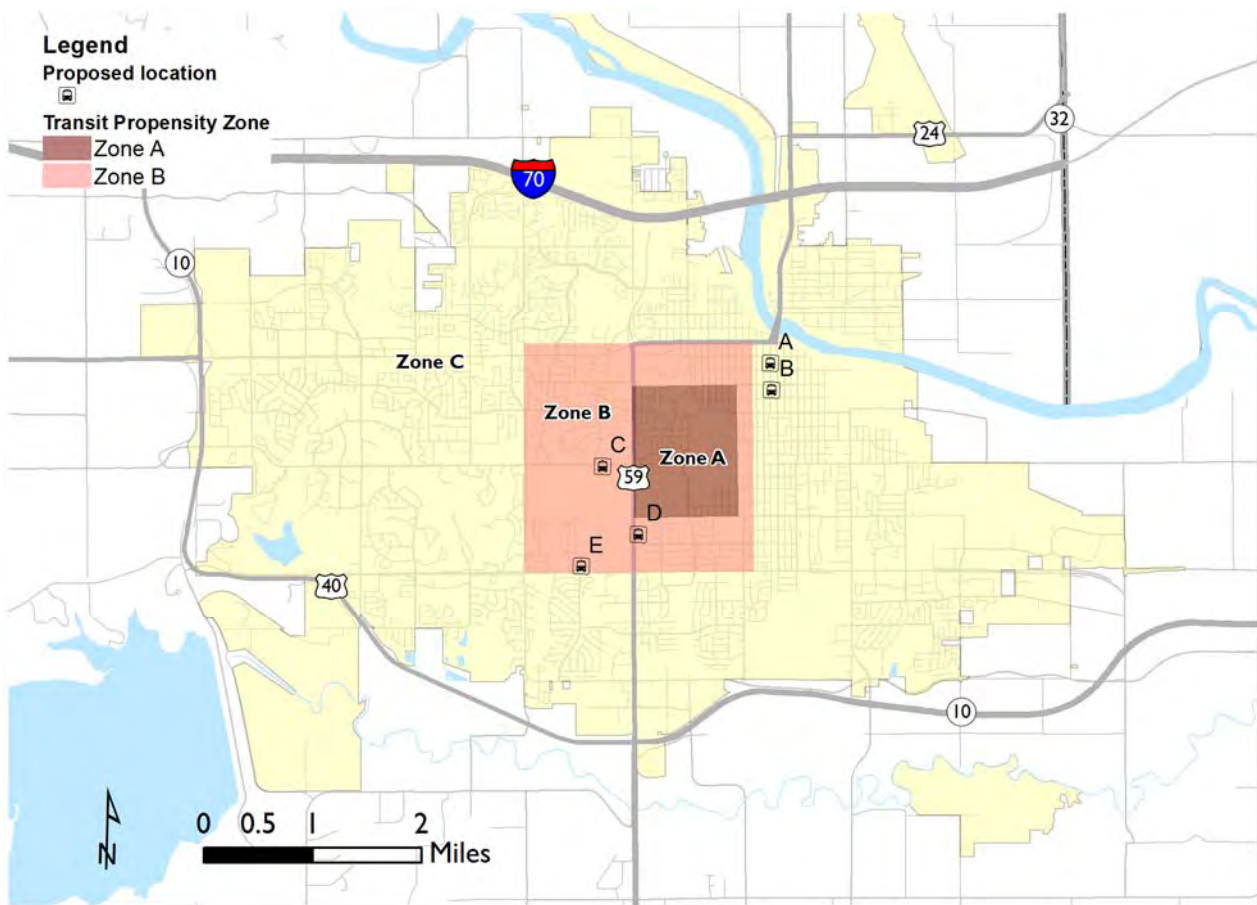 Legend
Proposed location
Transit Propensity Zone
Zone A
Zone B
24
32
70
10
A
Zone C
B
Zone B
C
Zone A
59
D
E
40
10
0 0.5 1 2
Miles
N